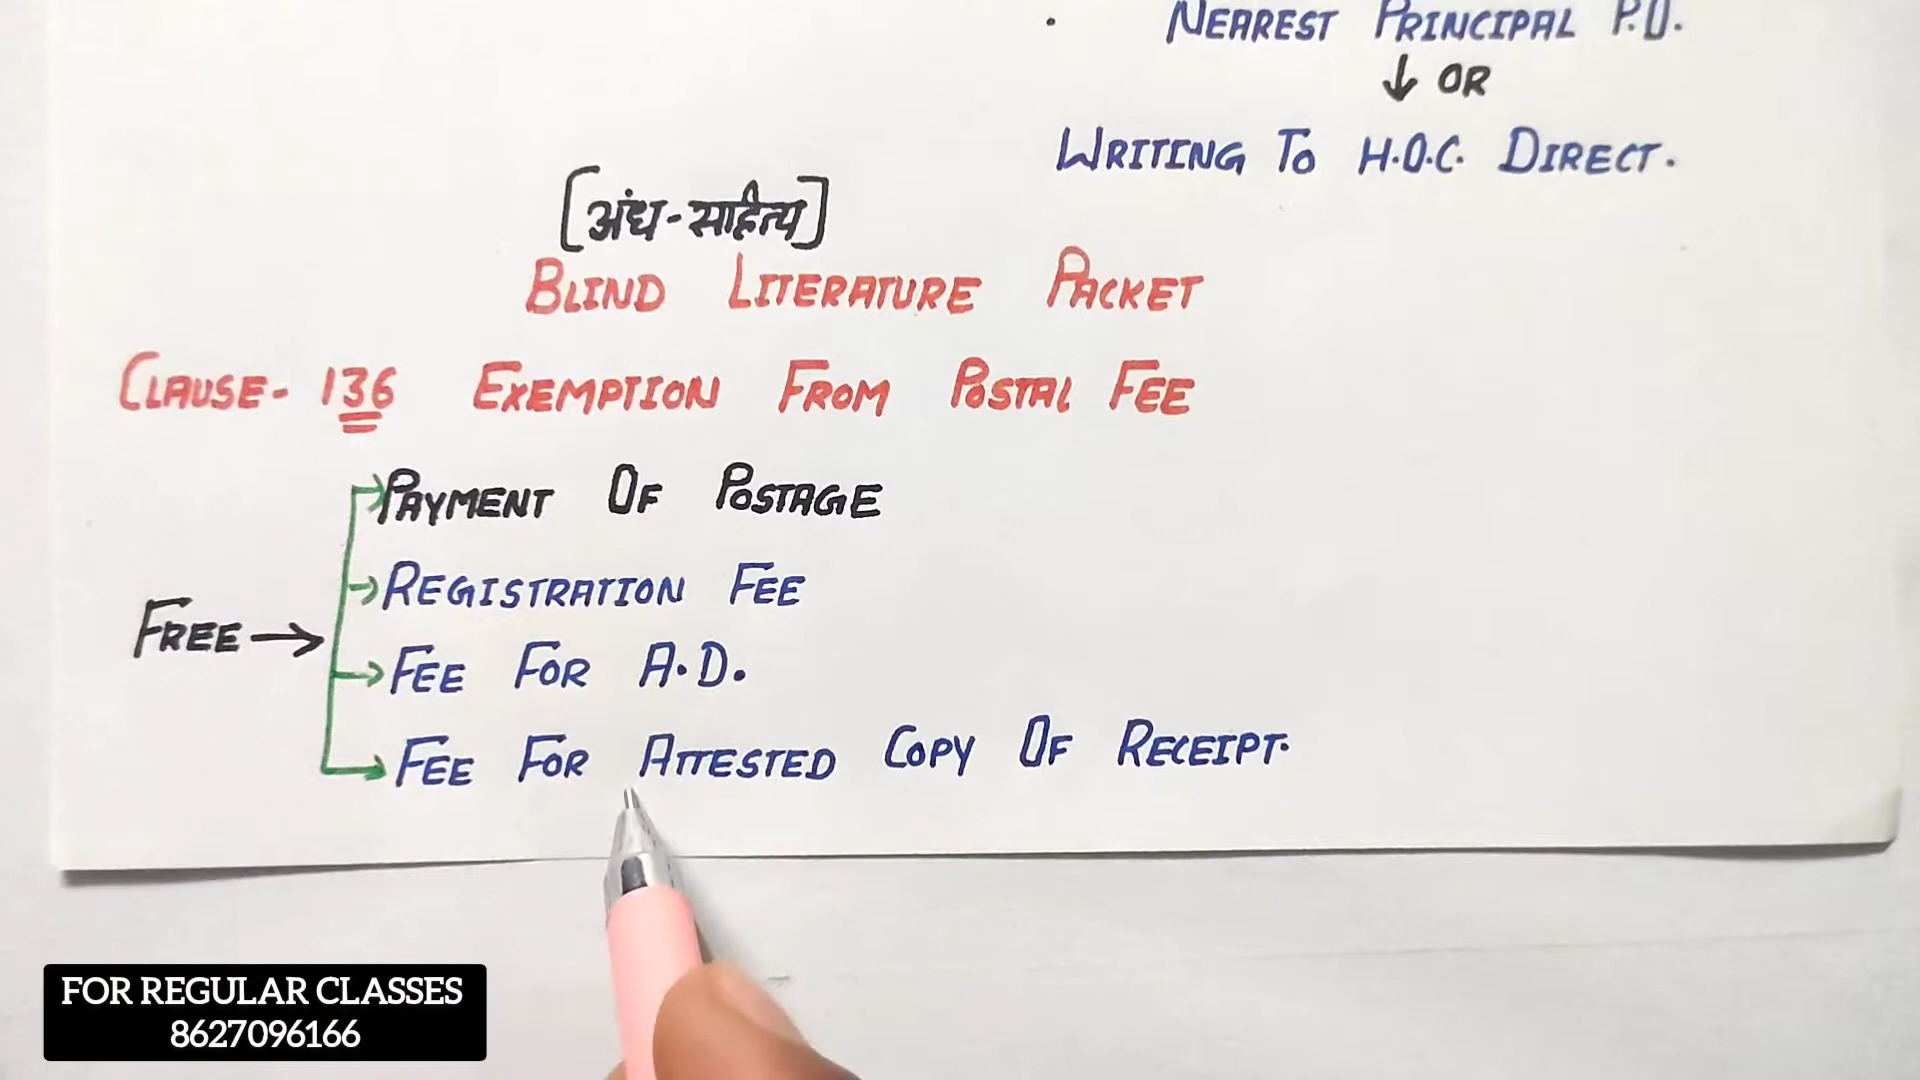 NEAREST PRINCIPAL P.O.
↓ OR
WRITING TO H.O.C. DIRECT.
[अंध-साहित्य]
BLIND LITERATURE PACKET
CLAUSE- 136 EXEMPTION FROM POSTAL FEE
PAYMENT OF POSTAGE
REGISTRATION FEE
FREE →
FEE FOR A.D.
FEE FOR ATTESTED COPY OF RECEIPT.
FOR REGULAR CLASSES
8627096166